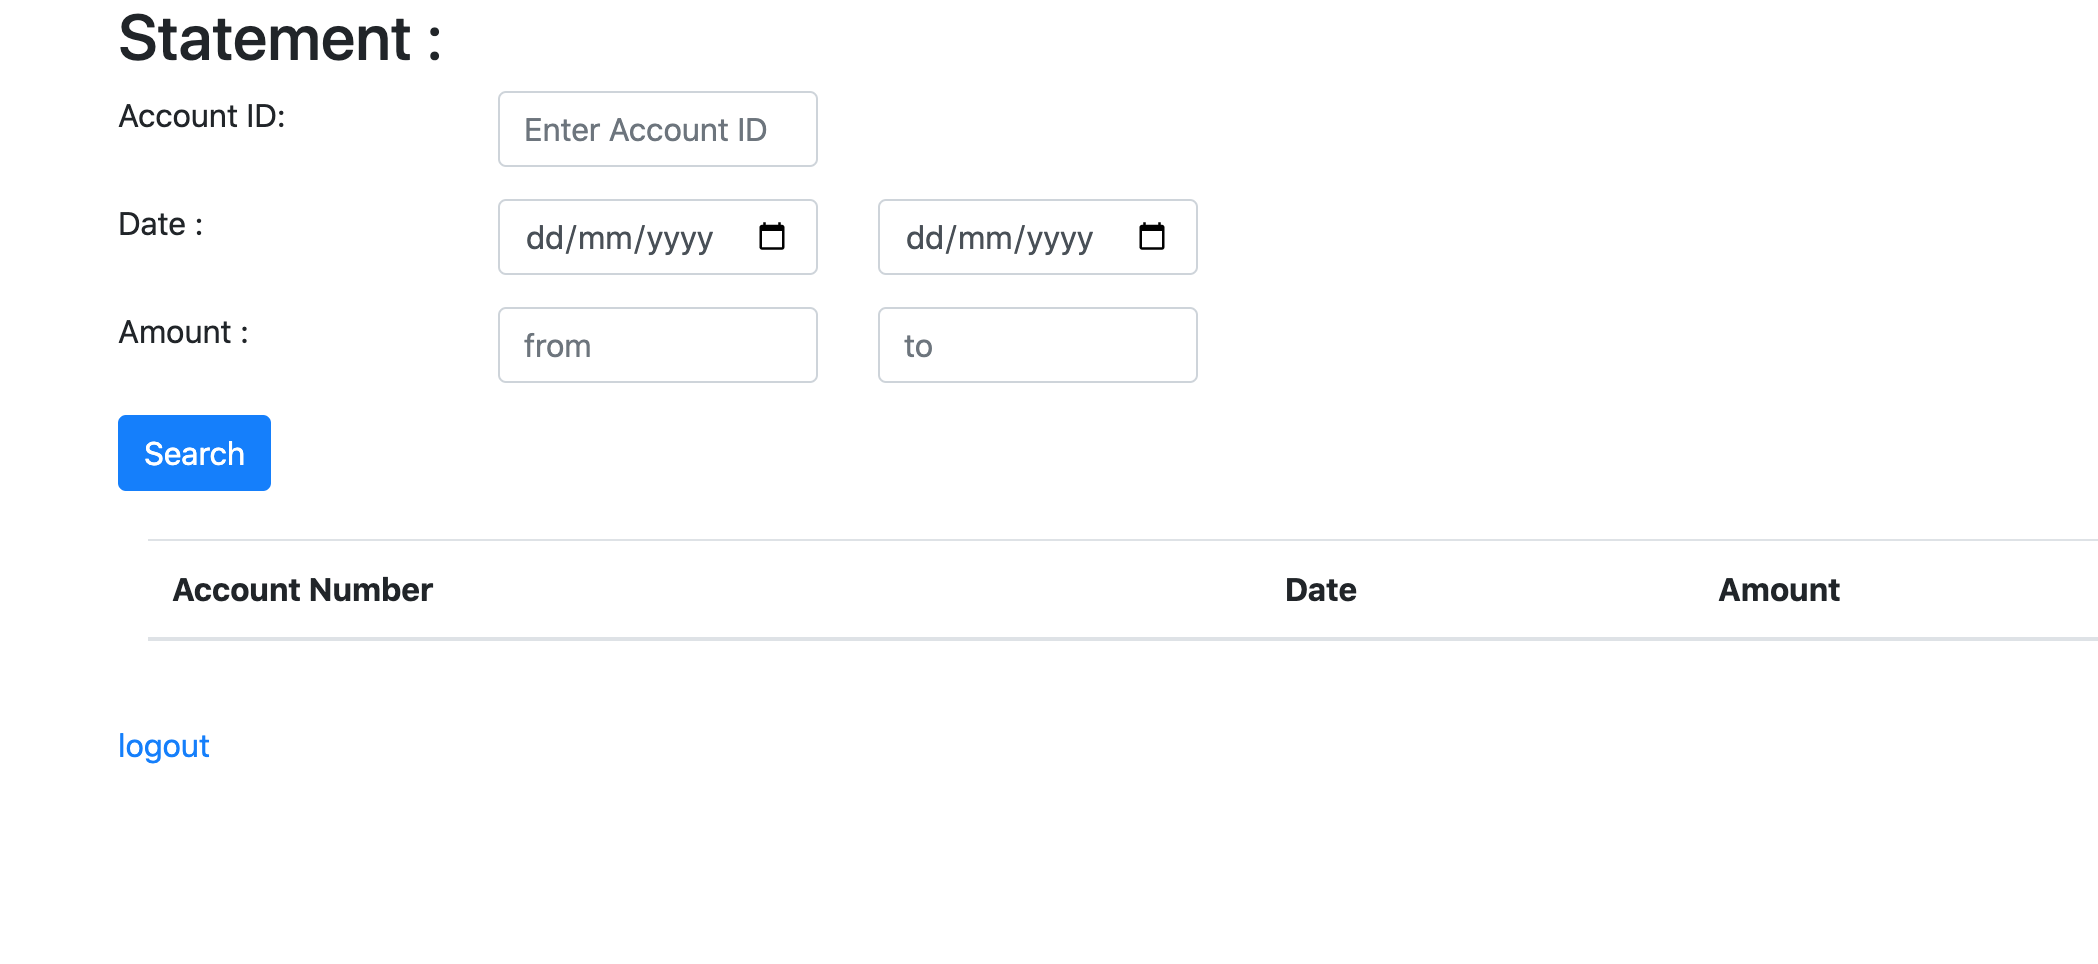 Statement :
Account ID: Enter Account ID
Date : dd/mm/yyyy dd/mm/yyyy
Amount : from to
Search
Account Number Date Amount
logout